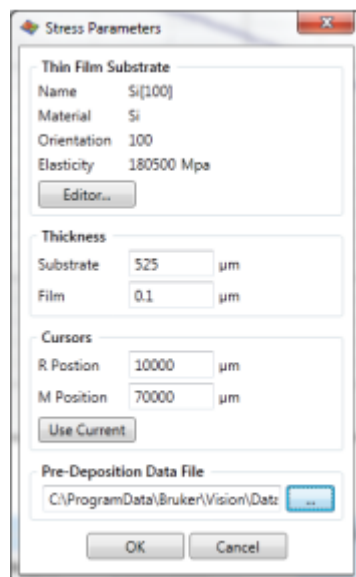 Stress Parameters
Thin Film Substrate
Name Si[100]
Material Si
Orientation 100
Elasticity 180500 Mpa
Editor...
Thickness
Substrate 525 µm
Film 0.1 µm
Cursors
R Postion 10000 µm
M Position 70000 µm
Use Current
Pre-Deposition Data File
C:\ProgramData\Bruker\Vision\Data ...
OK Cancel